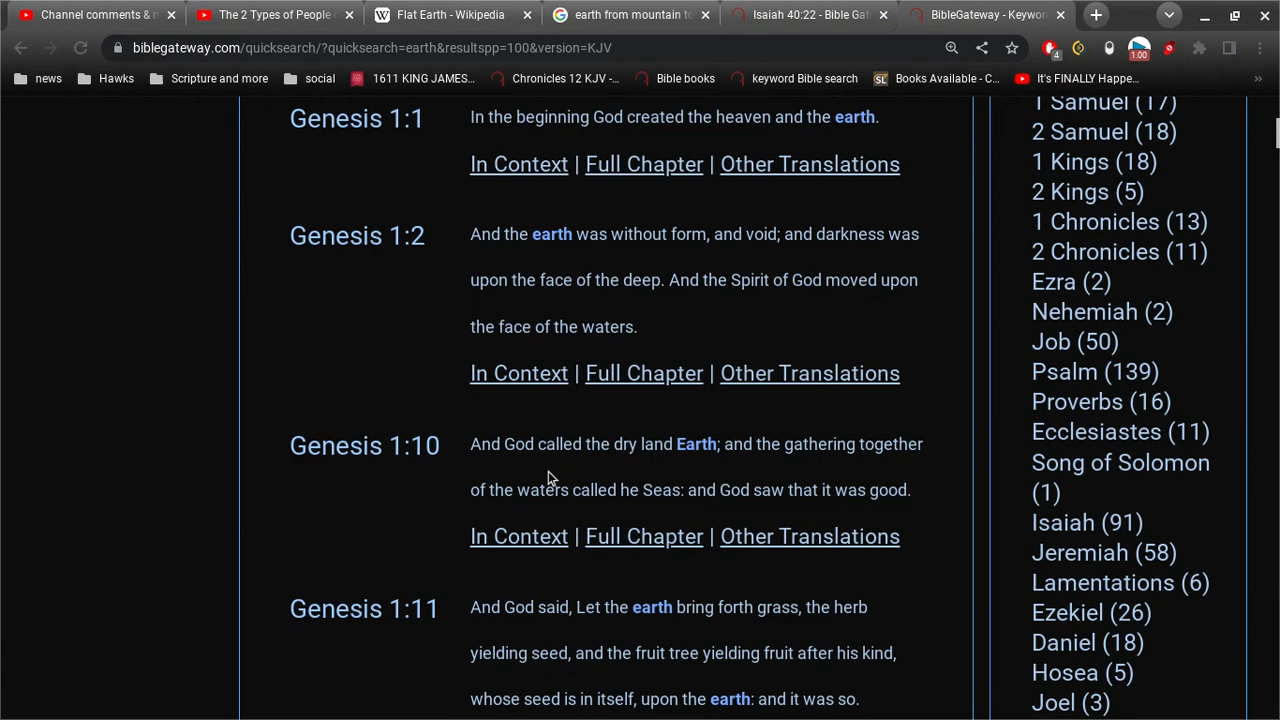 Channel comments & m
The 2 Types of People
Flat Earth - Wikipedia
earth from mountain to
Isaiah 40:22 - Bible Gat
BibleGateway - Keywor
biblegateway.com/quicksearch/?quicksearch=earth&resultspp=100&version=KJV
4
1.00
news
Hawks
Scripture and more
social
1611 KING JAMES...
Chronicles 12 KJV -...
Bible books
keyword Bible search
SL
Books Available - C...
It's FINALLY Happe...
»
Genesis 1:1
In the beginning God created the heaven and the earth.
In Context | Full Chapter | Other Translations
Genesis 1:2
And the earth was without form, and void; and darkness was
upon the face of the deep. And the Spirit of God moved upon
the face of the waters.
In Context | Full Chapter | Other Translations
Genesis 1:10
And God called the dry land Earth; and the gathering together
of the waters called he Seas: and God saw that it was good.
In Context | Full Chapter | Other Translations
Genesis 1:11
And God said, Let the earth bring forth grass, the herb
yielding seed, and the fruit tree yielding fruit after his kind,
whose seed is in itself, upon the earth: and it was so.
1 Samuel (17)
2 Samuel (18)
1 Kings (18)
2 Kings (5)
1 Chronicles (13)
2 Chronicles (11)
Ezra (2)
Nehemiah (2)
Job (50)
Psalm (139)
Proverbs (16)
Ecclesiastes (11)
Song of Solomon
(1)
Isaiah (91)
Jeremiah (58)
Lamentations (6)
Ezekiel (26)
Daniel (18)
Hosea (5)
Joel (3)